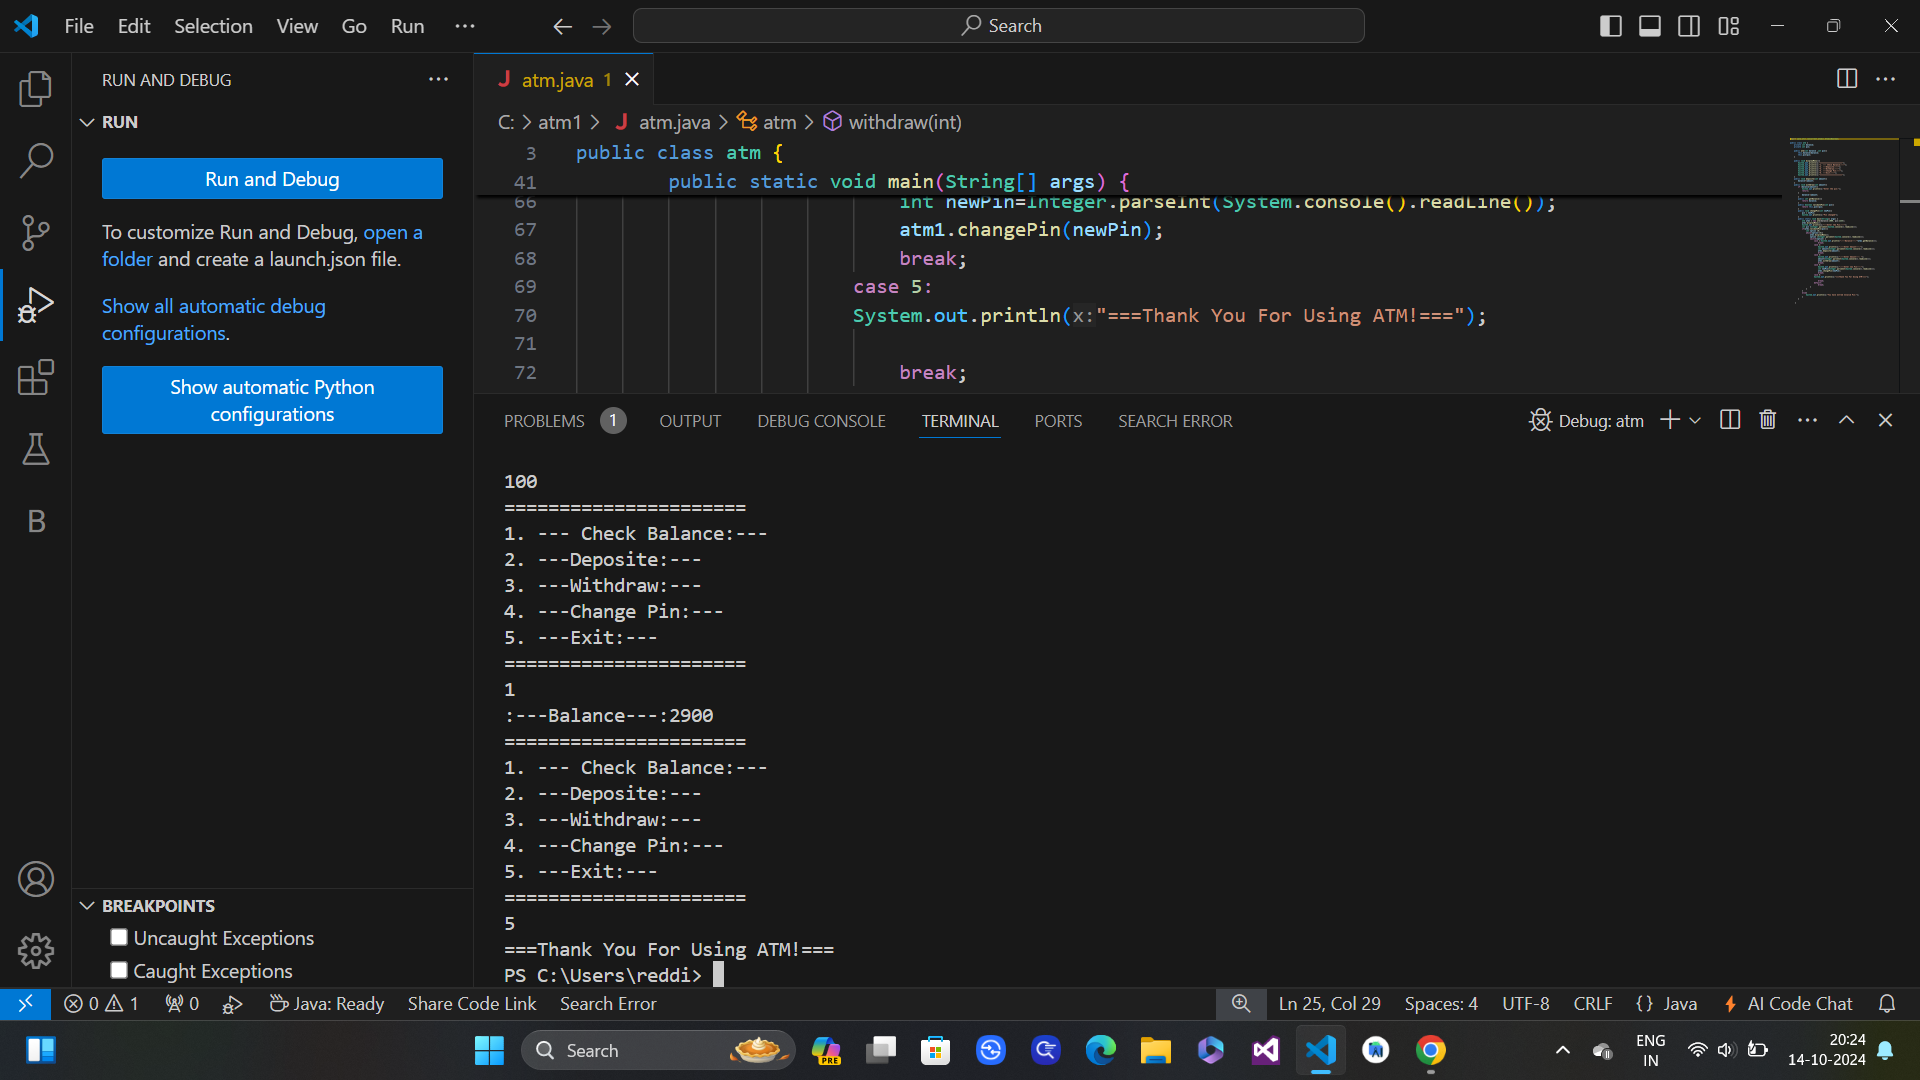 File Edit Selection View Go Run ··· Search
RUN AND DEBUG ···
RUN
Run and Debug
To customize Run and Debug, open a
folder and create a launch.json file.
Show all automatic debug
configurations.
Show automatic Python
configurations
B
BREAKPOINTS
Uncaught Exceptions
Caught Exceptions
J atm.java 1
C: > atm1 > J atm.java > atm > withdraw(int)
3 public class atm {
41 public static void main(String[] args) {
66 int newPin=Integer.parseInt(System.console().readLine());
67 atm1.changePin(newPin);
68 break;
69 case 5:
70 System.out.println(x:"===Thank You For Using ATM!===");
71
72 break;
PROBLEMS 1 OUTPUT DEBUG CONSOLE TERMINAL PORTS SEARCH ERROR Debug: atm
100
======================
1. --- Check Balance:---
2. ---Deposite:---
3. ---Withdraw:---
4. ---Change Pin:---
5. ---Exit:---
======================
1
:---Balance---:2900
======================
1. --- Check Balance:---
2. ---Deposite:---
3. ---Withdraw:---
4. ---Change Pin:---
5. ---Exit:---
======================
5
===Thank You For Using ATM!===
PS C:\Users\reddi>
0 1 0 Java: Ready Share Code Link Search Error Ln 25, Col 29 Spaces: 4 UTF-8 CRLF {} Java AI Code Chat
Search PRE ENG 20:24
IN 14-10-2024